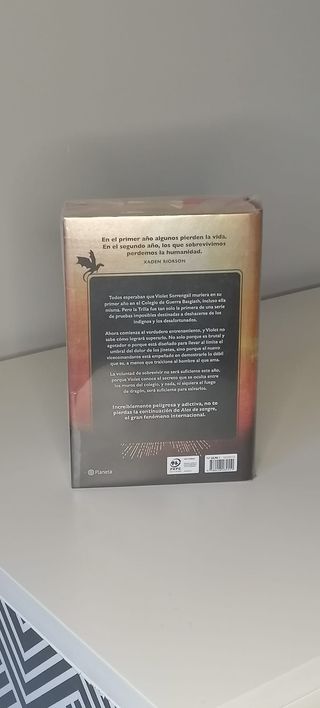 En el primer año algunos pierden la vida.
En el segundo año, los que sobrevivimos
perdemos la humanidad.
XADEN RIORSON
Todos esperaban que Violet Sorrengail muriera en su
primer año en el Colegio de Guerra Basgiath, incluso ella
misma. Pero la Trilla fue tan solo la primera de una serie
de pruebas imposibles destinadas a deshacerse de los
indignos y los desafortunados.
Ahora comienza el verdadero entrenamiento, y Violet no
sabe cómo logrará superarlo. No solo porque es brutal y
agotador o porque está diseñado para llevar al límite el
umbral del dolor de los jinetes, sino porque el nuevo
vicecomandante está empeñado en demostrarle lo débil
que es, a menos que traicione al hombre al que ama.
La voluntad de sobrevivir no será suficiente este año,
porque Violet conoce el secreto que se oculta entre
los muros del colegio, y nada, ni siquiera el fuego
de dragón, será suficiente para salvarlos.
Increíblemente peligrosa y adictiva, no te
pierdas la continuación de Alas de sangre,
el gran fenómeno internacional.
Planeta